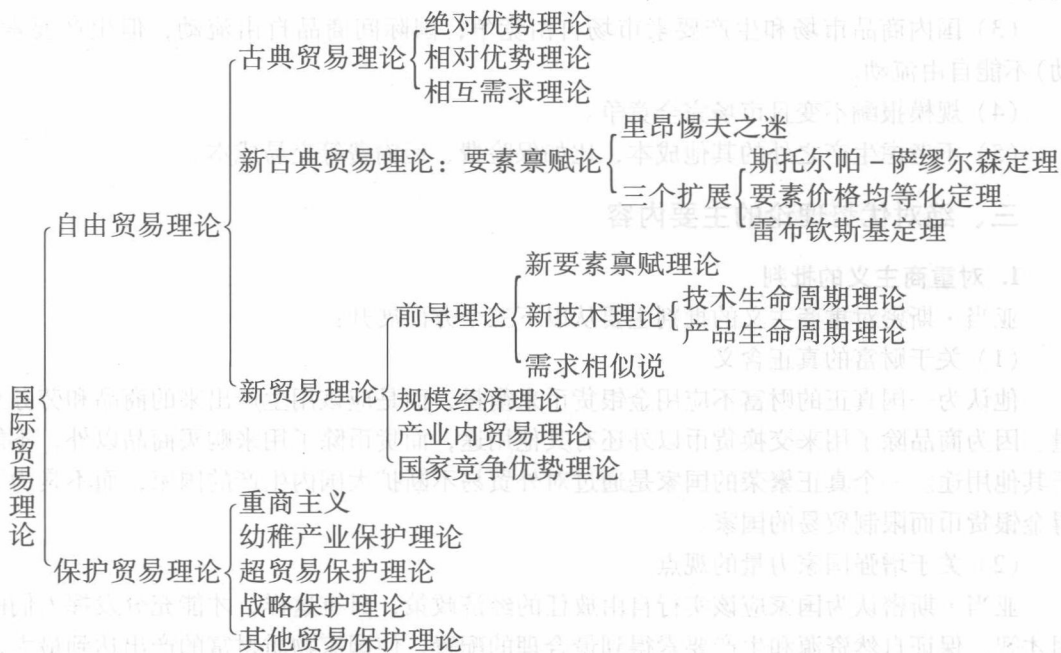 国际贸易理论
自由贸易理论
古典贸易理论
绝对优势理论
相对优势理论
相互需求理论
新古典贸易理论：要素禀赋论
里昂惕夫之迷
三个扩展
斯托尔帕－萨缪尔森定理
要素价格均等化定理
雷布钦斯基定理
新贸易理论
前导理论
新要素禀赋理论
新技术理论
技术生命周期理论
产品生命周期理论
需求相似说
规模经济理论
产业内贸易理论
国家竞争优势理论
保护贸易理论
重商主义
幼稚产业保护理论
超贸易保护理论
战略保护理论
其他贸易保护理论